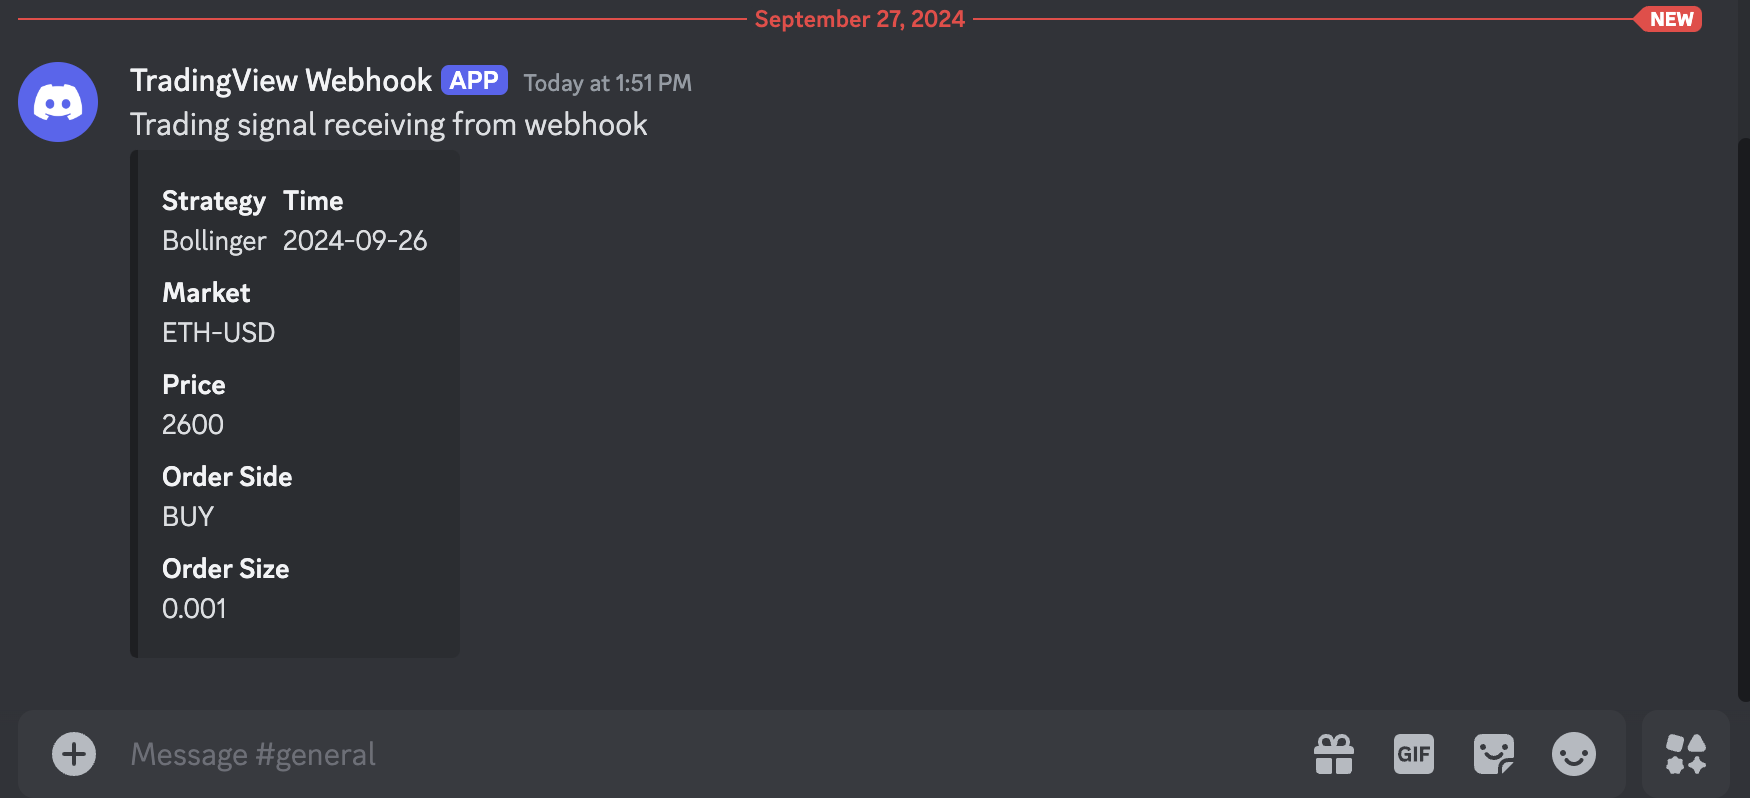 September 27, 2024
NEW
TradingView Webhook APP Today at 1:51 PM
Trading signal receiving from webhook
Strategy Time
Bollinger 2024-09-26
Market
ETH-USD
Price
2600
Order Side
BUY
Order Size
0.001
Message #general
GIF